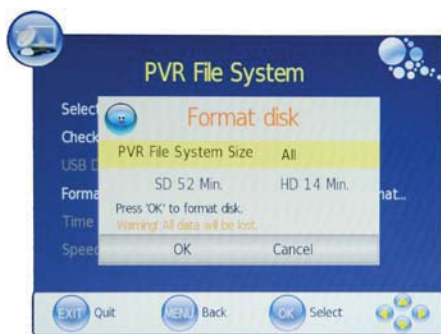 PVR File System
Select
Format disk
Check
PVR File System Size All
USB D
SD 52 Min. HD 14 Min.
Forma
nat...
Press 'OK' to format disk.
Warning! All data will be lost.
Time
Speed
OK Cancel
EXIT Quit MENU Back OK Select